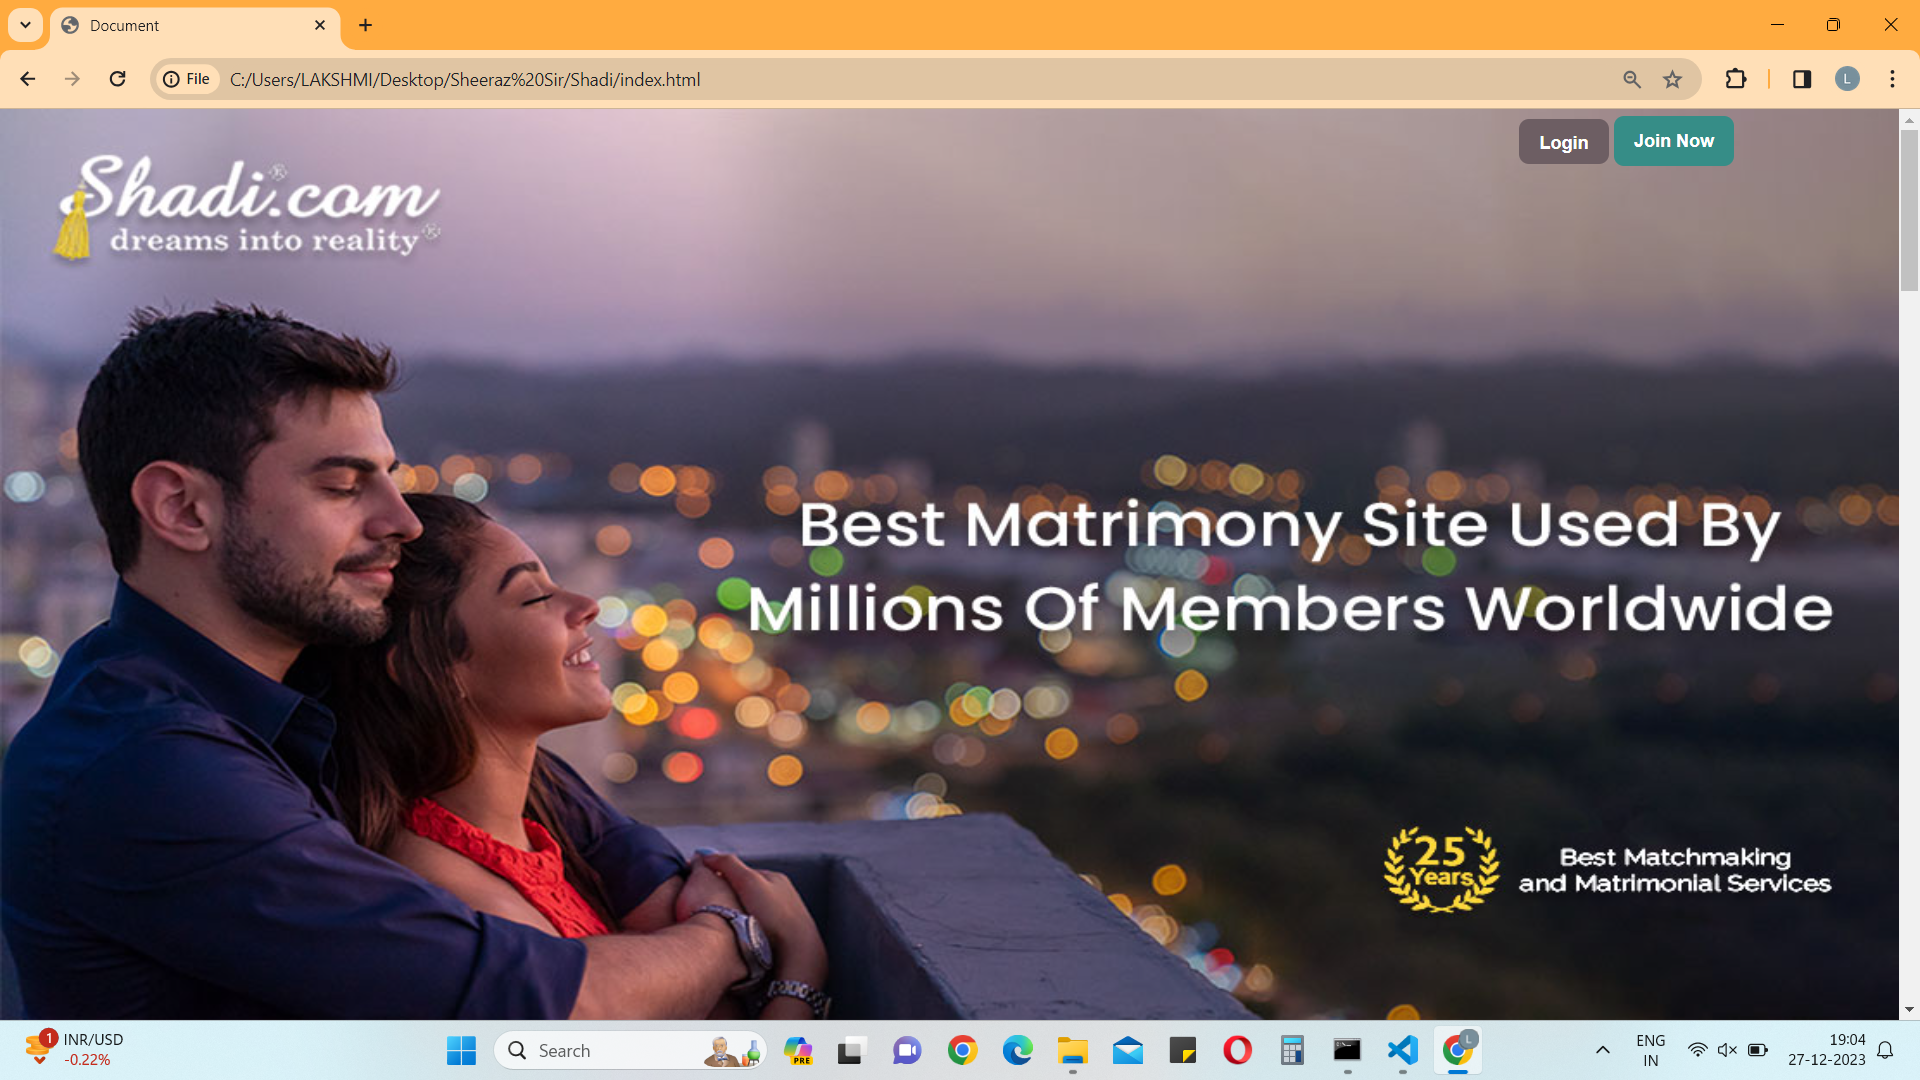 Document
File
C:/Users/LAKSHMI/Desktop/Sheeraz%20Sir/Shadi/index.html
L
Login
Join Now
Shadi.com®
dreams into reality®
Best Matrimony Site Used By
Millions Of Members Worldwide
25
Years
Best Matchmaking
and Matrimonial Services
1
INR/USD
-0.22%
Search
PRE
L
ENG
IN
19:04
27-12-2023